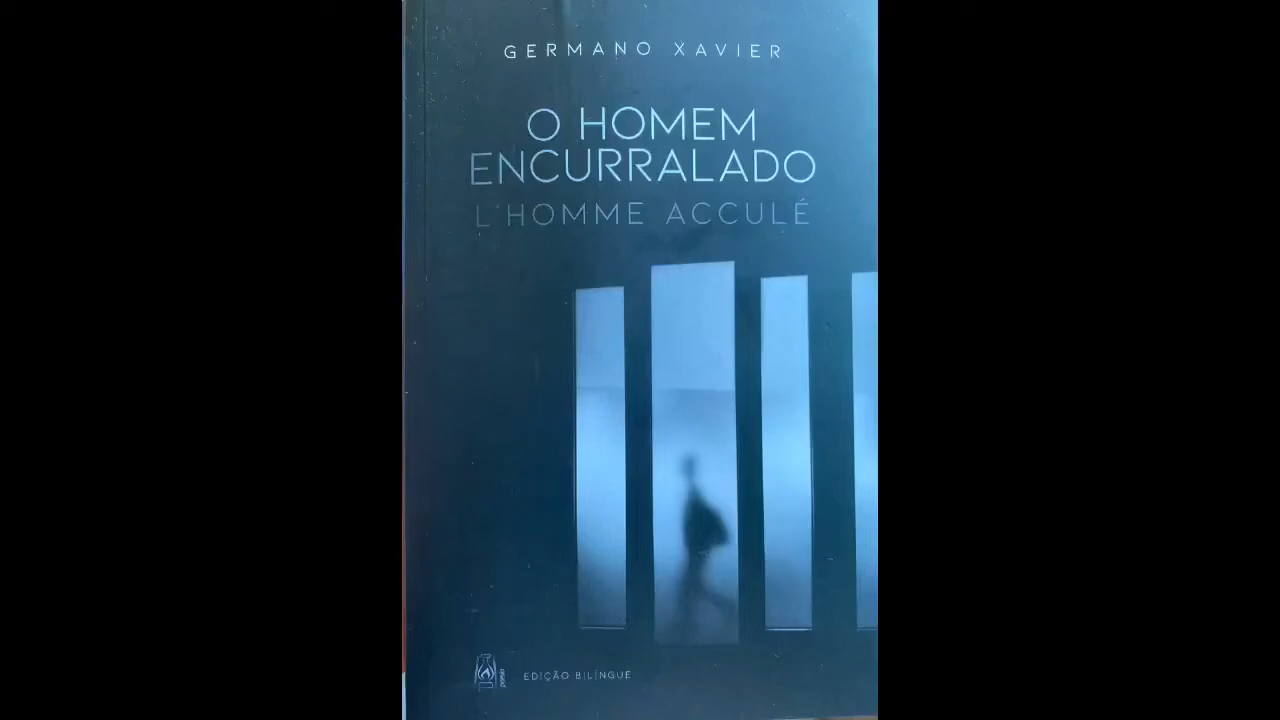 GERMANO XAVIER
O HOMEM
ENCURRALADO
L'HOMME ACCULÉ
EDIÇÃO BILÍNGUE